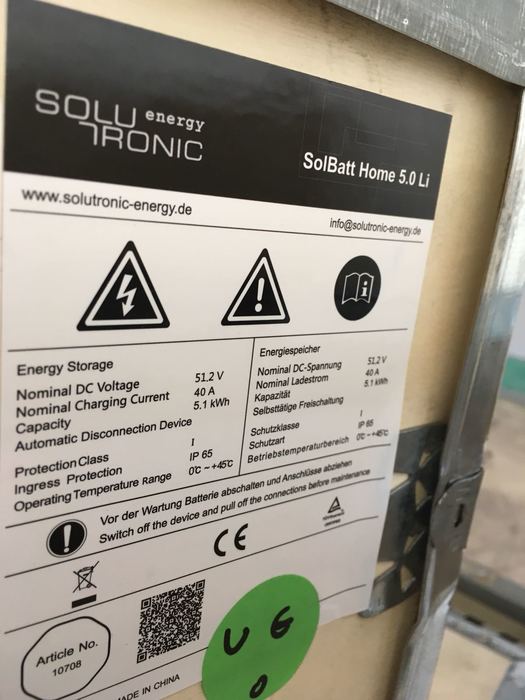 SOLU energy
TRONIC
SolBatt Home 5.0 Li
www.solutronic-energy.de
info@solutronic-energy.de
Energy Storage
Nominal DC Voltage 51.2 V
Nominal Charging Current 40 A
Capacity 5.1 kWh
Automatic Disconnection Device
Protection Class I
Ingress Protection IP 65
Operating Temperature Range 0°C ~ +45°C
Energiespeicher
Nominal DC-Spannung 51.2 V
Nominal Ladestrom 40 A
Kapazität 5.1 kWh
Selbsttätige Freischaltung
Schutzklasse I
Schutzart IP 65
Betriebstemperaturbereich 0°C ~ +45°C
Vor der Wartung Batterie abschalten und Anschlüsse abziehen
Switch off the device and pull off the connections before maintenance
CE
Article No.
10708
MADE IN CHINA
U G
0